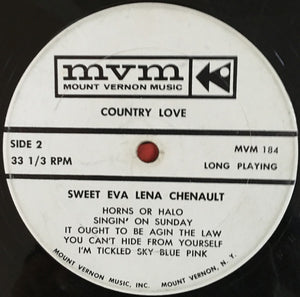 mvm
MOUNT VERNON MUSIC
COUNTRY LOVE
SIDE 2
33 1/3 RPM
MVM 184
LONG PLAYING
SWEET EVA LENA CHENAULT
HORNS OR HALO
SINGIN' ON SUNDAY
IT OUGHT TO BE AGIN THE LAW
YOU CAN'T HIDE FROM YOURSELF
I'M TICKLED SKY BLUE PINK
MOUNT VERNON MUSIC, INC. MOUNT VERNON, N.Y.